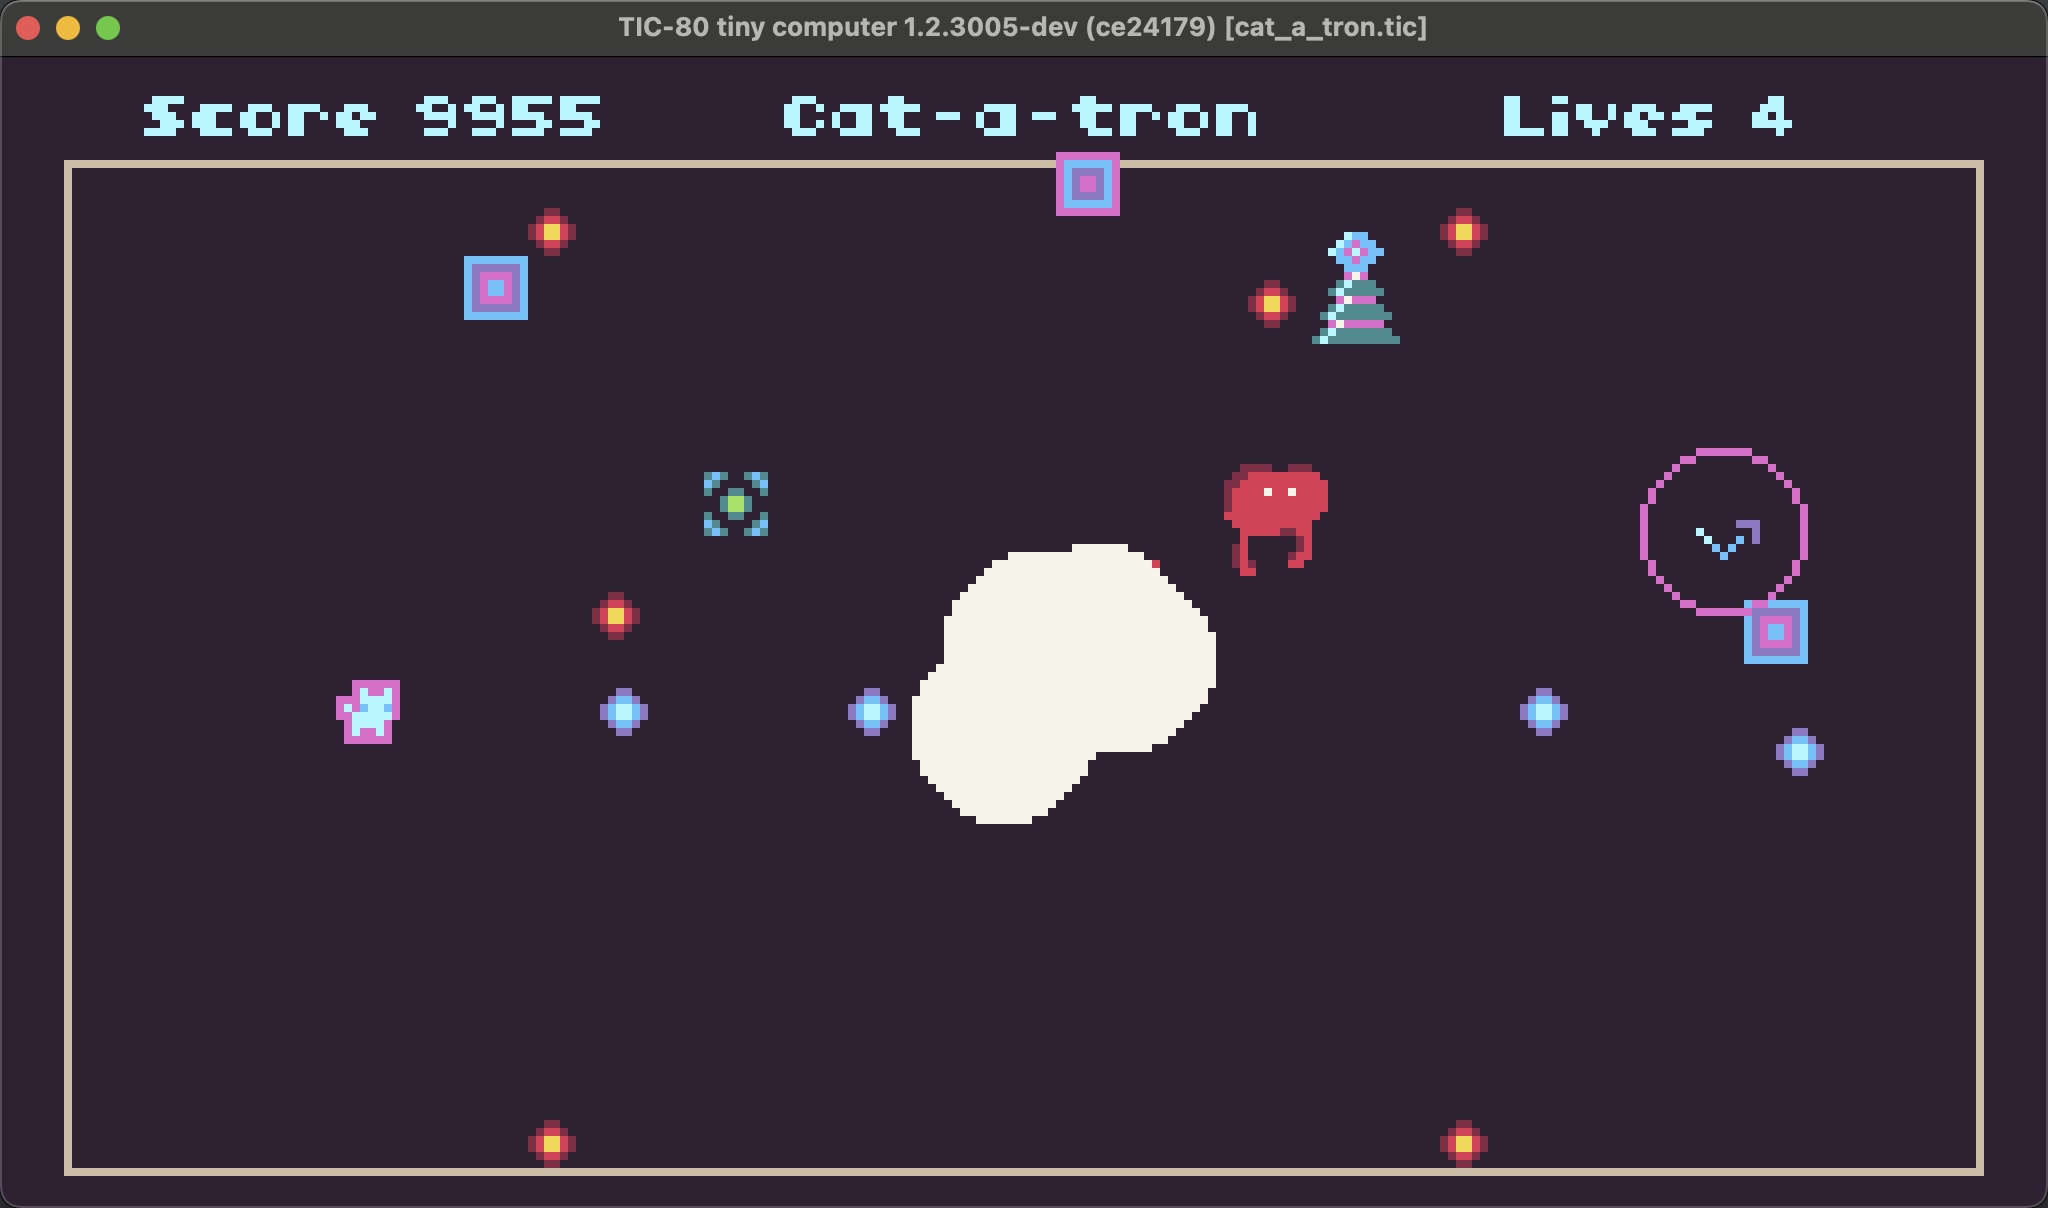 TIC-80 tiny computer 1.2.3005-dev (ce24179) [cat_a_tron.tic]
Score 9955 Cat-a-tron Lives 4